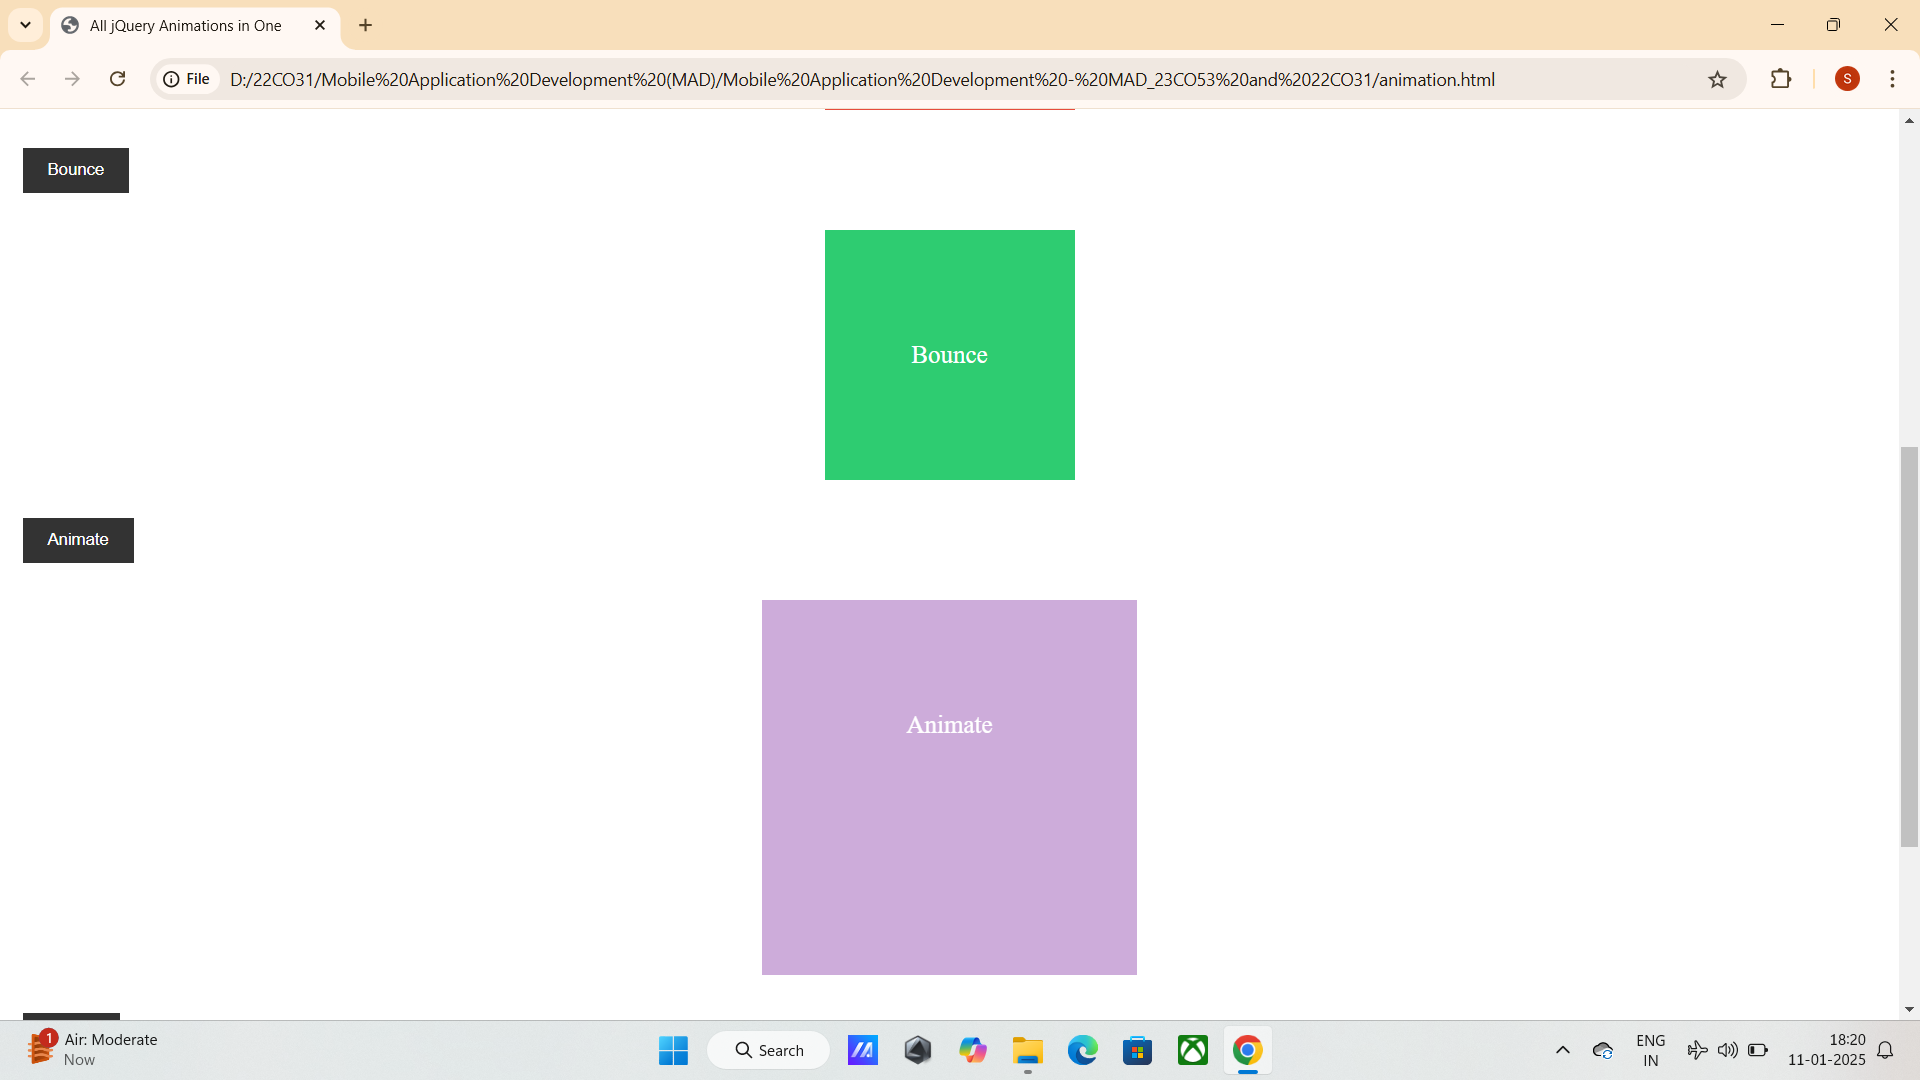 All jQuery Animations in One
File
D:/22CO31/Mobile%20Application%20Development%20(MAD)/Mobile%20Application%20Development%20-%20MAD_23CO53%20and%2022CO31/animation.html
S
Bounce
Bounce
Animate
Animate
1
Air: Moderate
Now
Search
ENG
IN
18:20
11-01-2025